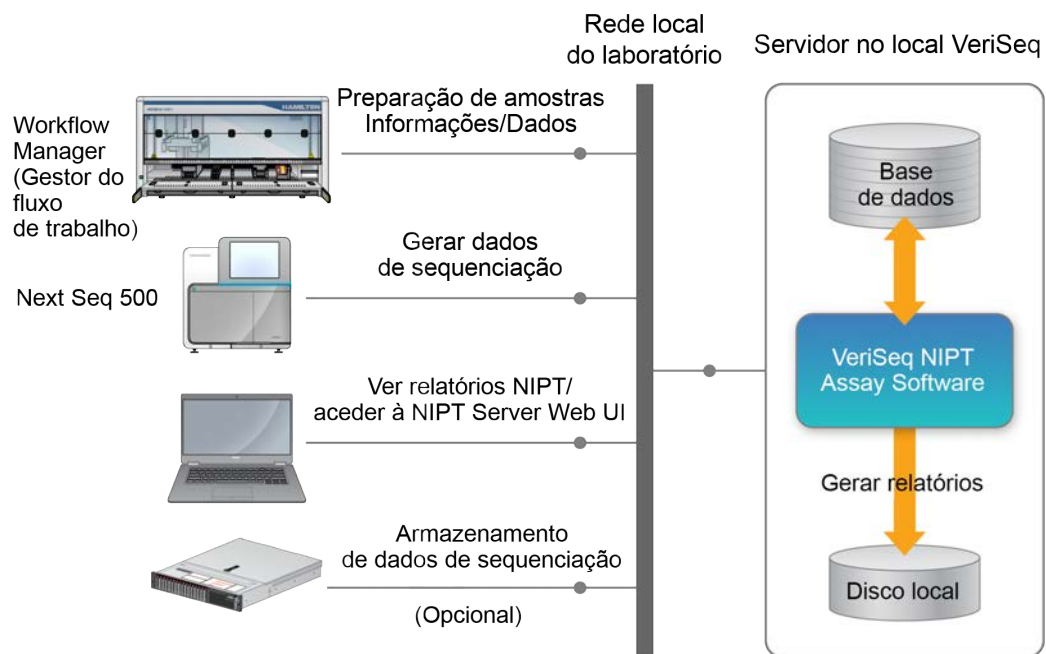 Rede local
do laboratório
Servidor no local VeriSeq
Workflow
Manager
(Gestor do
fluxo
de trabalho)
HAMILTON
Preparação de amostras
Informações/Dados
Next Seq 500
Gerar dados
de sequenciação
Ver relatórios NIPT/
aceder à NIPT Server Web UI
Armazenamento
de dados de sequenciação
(Opcional)
Base
de dados
VeriSeq NIPT
Assay Software
Gerar relatórios
Disco local